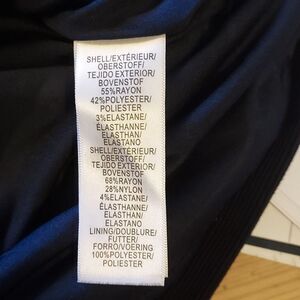 SHELL/EXTÉRIEUR/
OBERSTOFF/
TEJIDO EXTERIOR/
BOVENSTOF
55%RAYON
42%POLYESTER/
POLIESTER
3%ELASTANE/
ÉLASTHANNE/
ELASTHAN/
ELASTANO
SHELL/EXTÉRIEUR/
OBERSTOFF/
TEJIDO EXTERIOR/
BOVENSTOF
68%RAYON
28%NYLON
4%ELASTANE/
ÉLASTHANNE/
ELASTHAN/
ELASTANO
LINING/DOUBLURE/
FUTTER/
FORRO/VOERING
100%POLYESTER/
POLIESTER